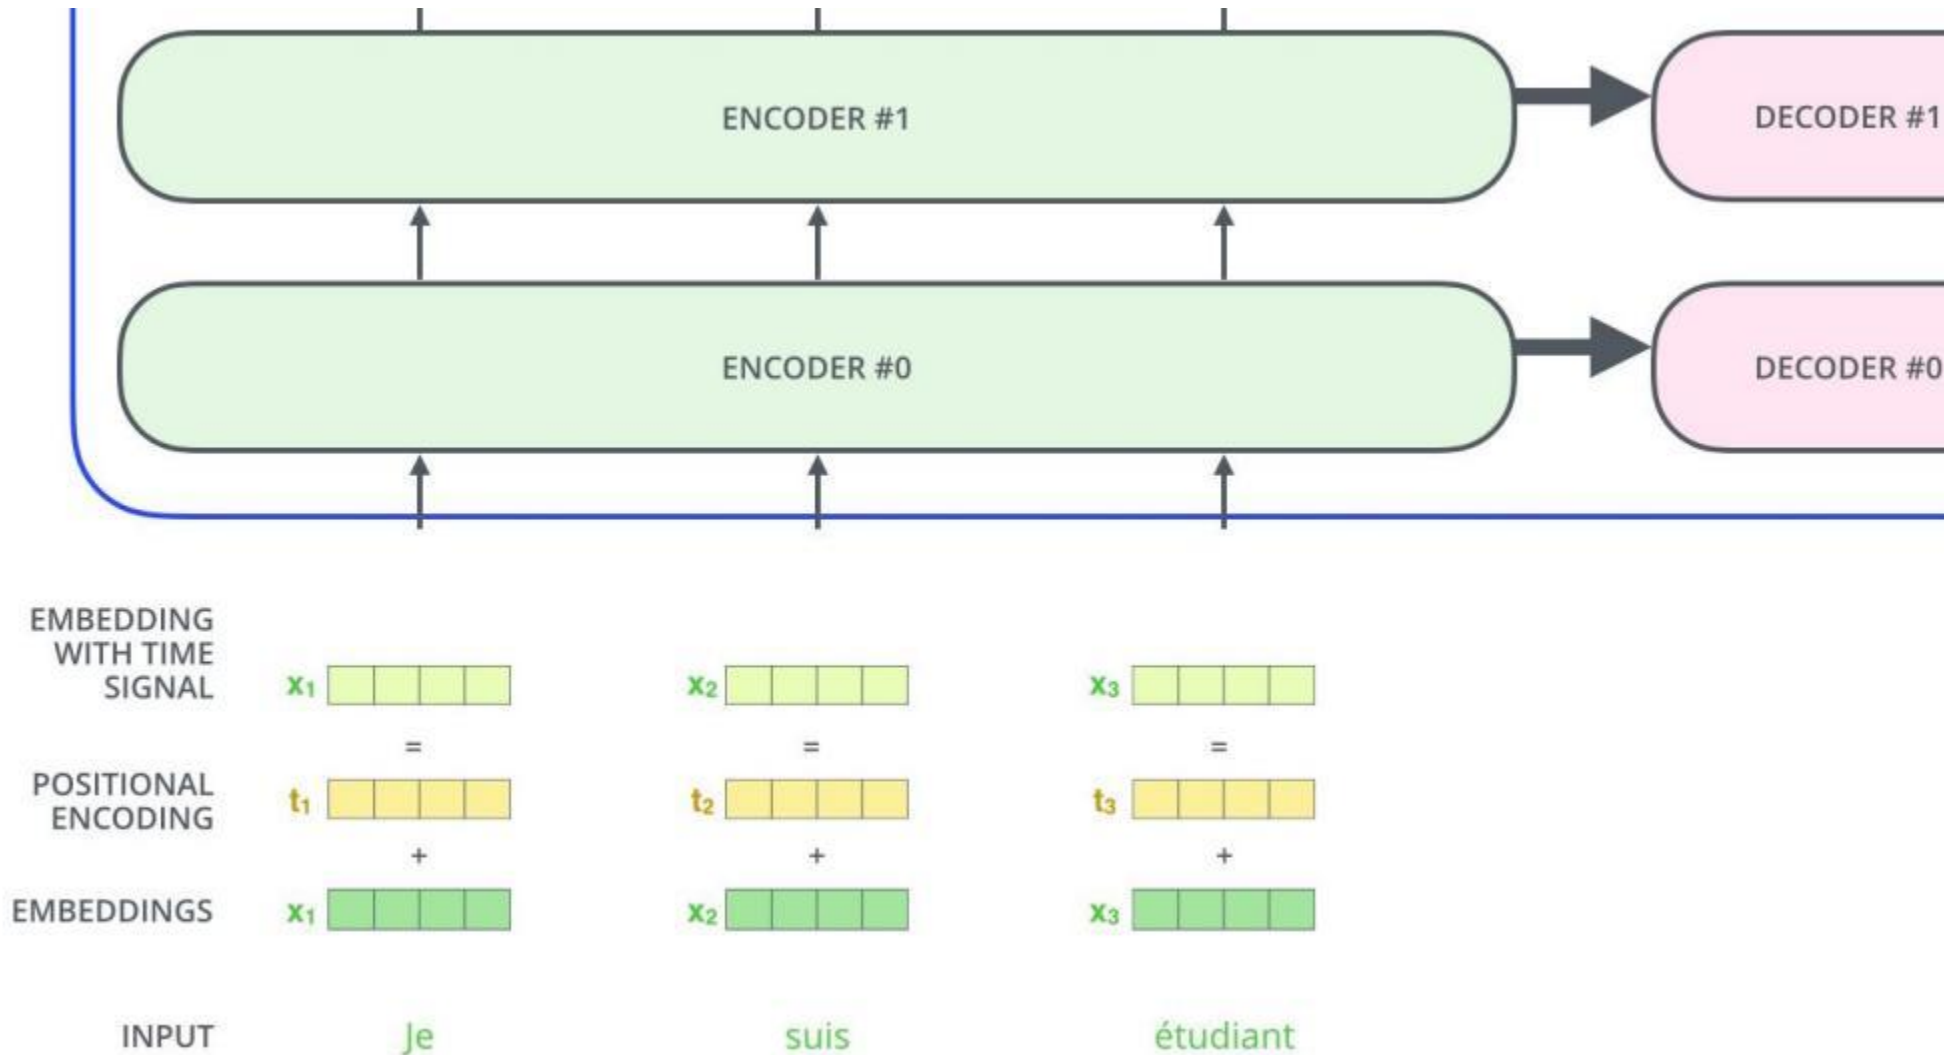 ENCODER #1
DECODER #1
ENCODER #0
DECODER #0
EMBEDDING
WITH TIME
SIGNAL
x₁
x₂
x₃
= = =
POSITIONAL
ENCODING
t₁
t₂
t₃
+ + +
EMBEDDINGS
x₁
x₂
x₃
INPUT
Je
suis
étudiant